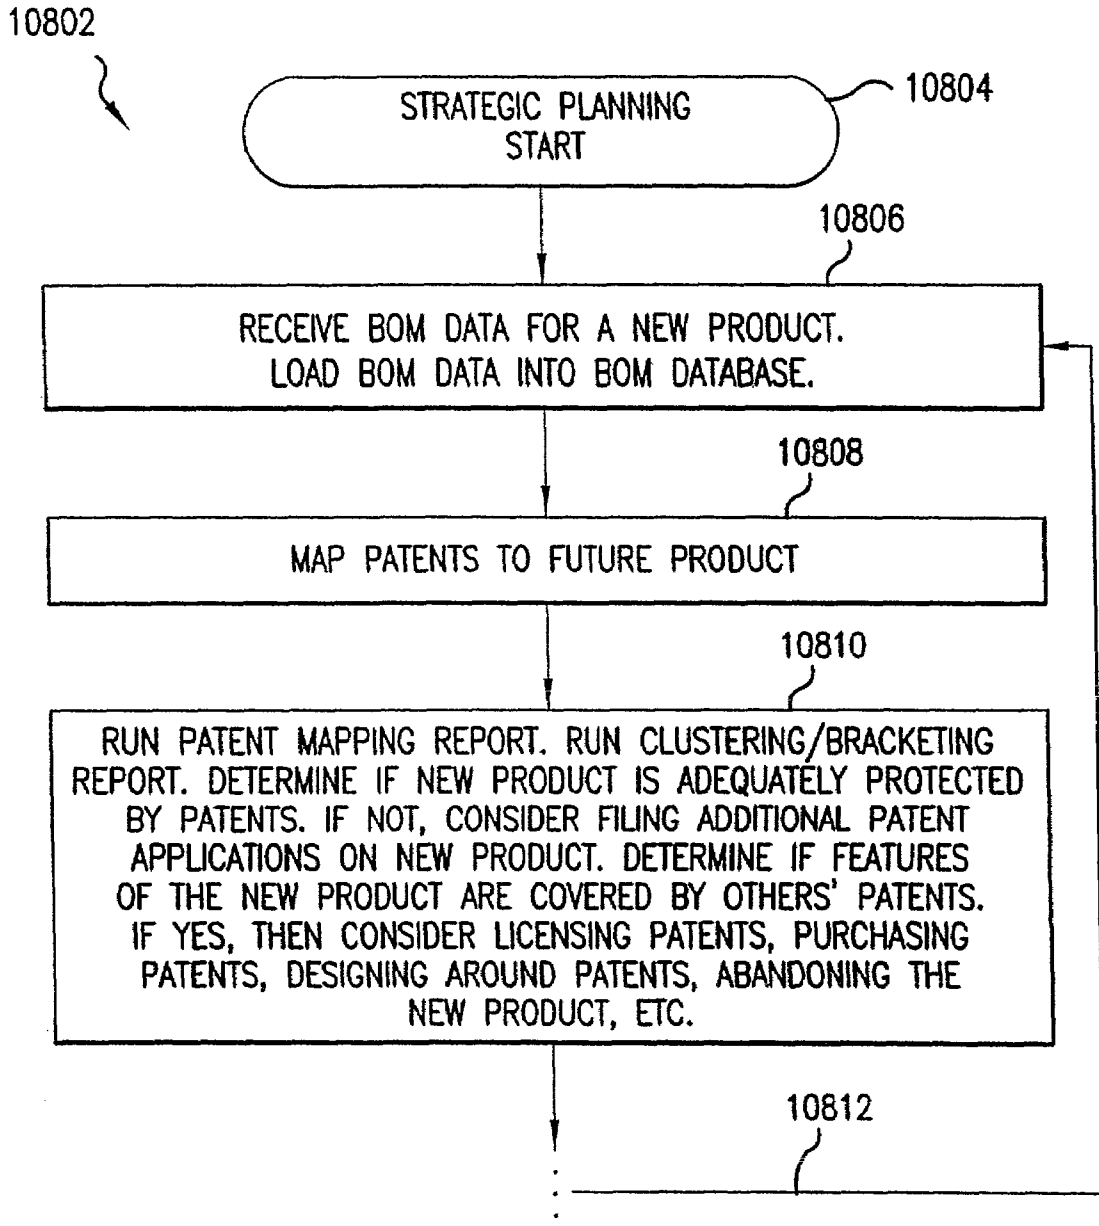 10802
STRATEGIC PLANNING
START
10804
10806
RECEIVE BOM DATA FOR A NEW PRODUCT.
LOAD BOM DATA INTO BOM DATABASE.
10808
MAP PATENTS TO FUTURE PRODUCT
10810
RUN PATENT MAPPING REPORT. RUN CLUSTERING/BRACKETING
REPORT. DETERMINE IF NEW PRODUCT IS ADEQUATELY PROTECTED
BY PATENTS. IF NOT, CONSIDER FILING ADDITIONAL PATENT
APPLICATIONS ON NEW PRODUCT. DETERMINE IF FEATURES
OF THE NEW PRODUCT ARE COVERED BY OTHERS' PATENTS.
IF YES, THEN CONSIDER LICENSING PATENTS, PURCHASING
PATENTS, DESIGNING AROUND PATENTS, ABANDONING THE
NEW PRODUCT, ETC.
10812